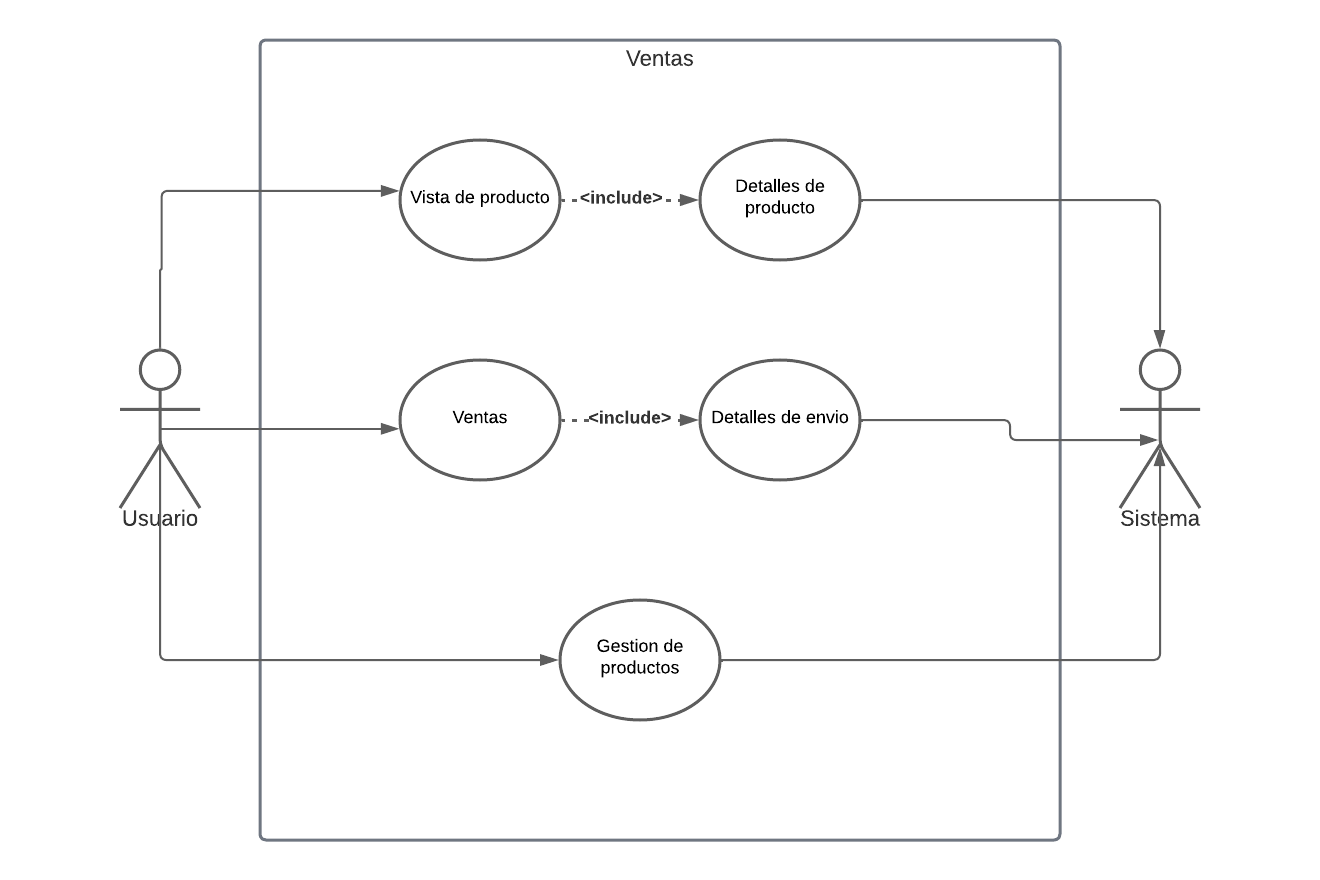 Ventas
Vista de producto
<include>
Detalles de
producto
Ventas
<include>
Detalles de envio
Usuario
Sistema
Gestion de
productos